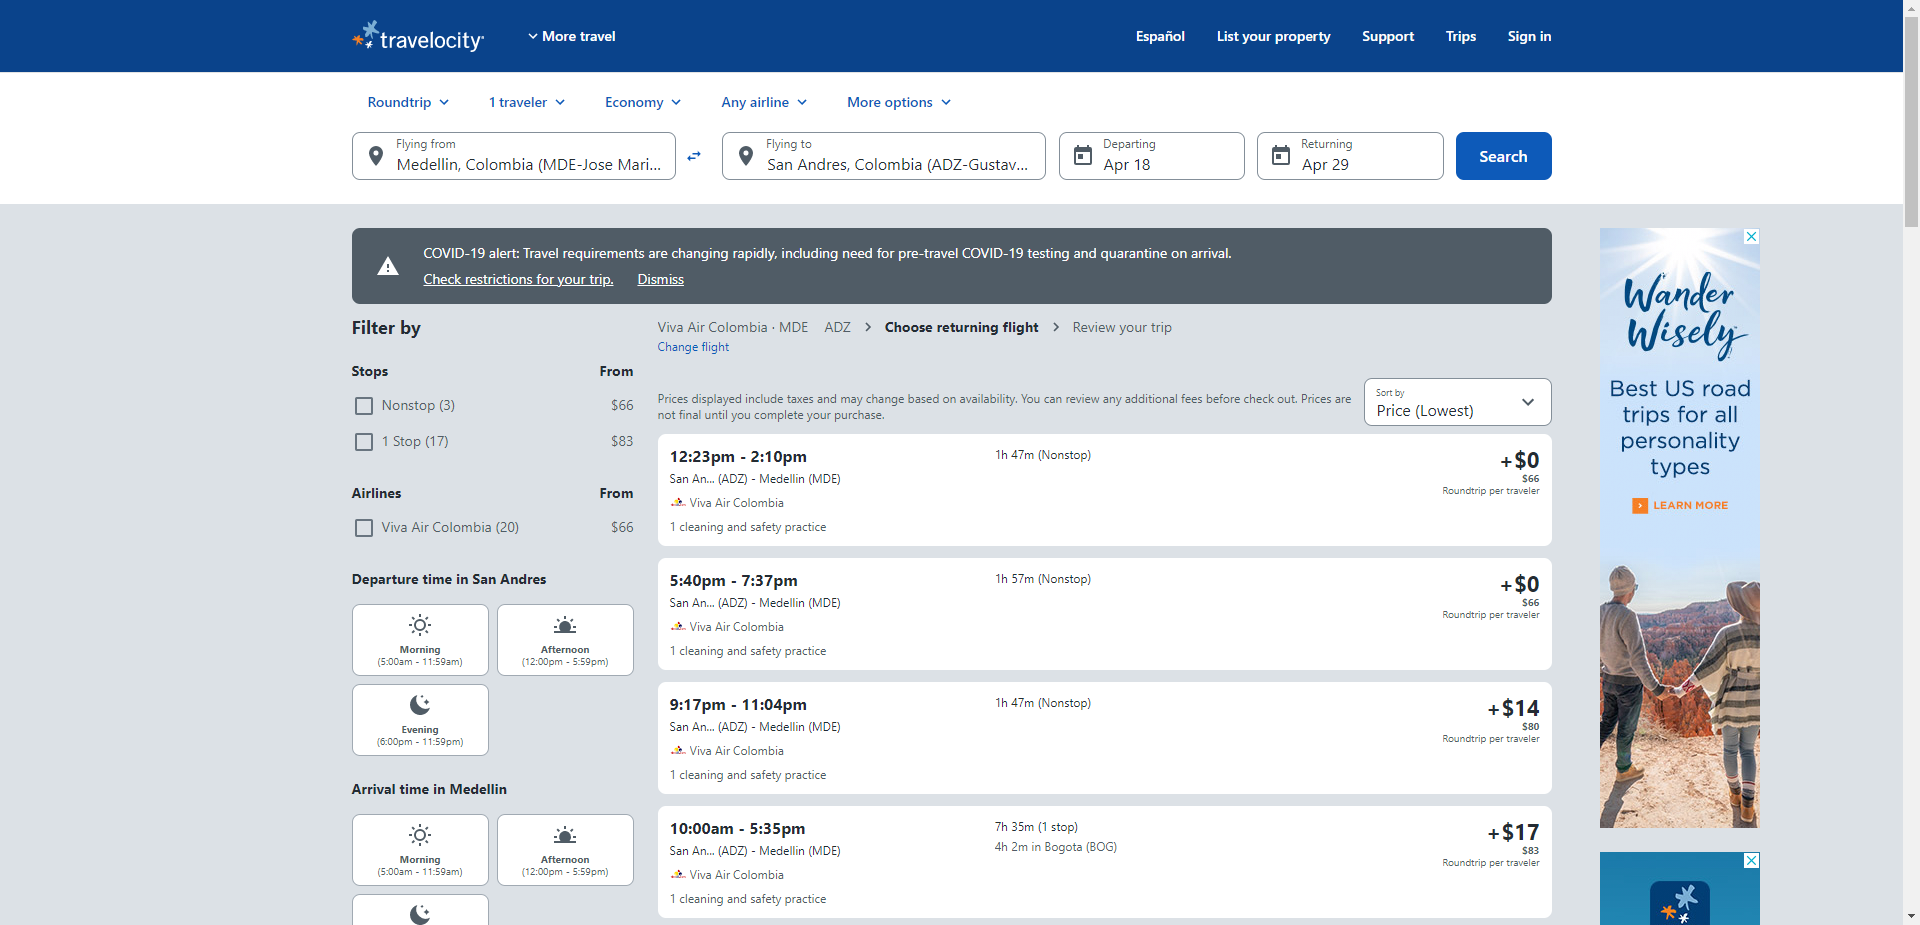 travelocity
More travel
Español
List your property
Support
Trips
Sign in
Roundtrip
1 traveler
Economy
Any airline
More options
Flying from
Medellin, Colombia (MDE-Jose Mari...
Flying to
San Andres, Colombia (ADZ-Gustav...
Departing
Apr 18
Returning
Apr 29
Search
COVID-19 alert: Travel requirements are changing rapidly, including need for pre-travel COVID-19 testing and quarantine on arrival.
Check restrictions for your trip.
Dismiss
Filter by
Stops From
Nonstop (3) $66
1 Stop (17) $83
Airlines From
Viva Air Colombia (20) $66
Departure time in San Andres
Morning
(5:00am - 11:59am)
Afternoon
(12:00pm - 5:59pm)
Evening
(6:00pm - 11:59pm)
Arrival time in Medellin
Morning
(5:00am - 11:59am)
Afternoon
(12:00pm - 5:59pm)
Viva Air Colombia · MDE ADZ
Choose returning flight
Review your trip
Change flight
Prices displayed include taxes and may change based on availability. You can review any additional fees before check out. Prices are
not final until you complete your purchase.
Sort by
Price (Lowest)
12:23pm - 2:10pm
1h 47m (Nonstop)
+$0
$66
Roundtrip per traveler
San An... (ADZ) - Medellin (MDE)
Viva Air Colombia
1 cleaning and safety practice
5:40pm - 7:37pm
1h 57m (Nonstop)
+$0
$66
Roundtrip per traveler
San An... (ADZ) - Medellin (MDE)
Viva Air Colombia
1 cleaning and safety practice
9:17pm - 11:04pm
1h 47m (Nonstop)
+$14
$80
Roundtrip per traveler
San An... (ADZ) - Medellin (MDE)
Viva Air Colombia
1 cleaning and safety practice
10:00am - 5:35pm
7h 35m (1 stop)
4h 2m in Bogota (BOG)
+$17
$83
Roundtrip per traveler
San An... (ADZ) - Medellin (MDE)
Viva Air Colombia
1 cleaning and safety practice
Wander
Wisely™
Best US road
trips for all
personality
types
LEARN MORE